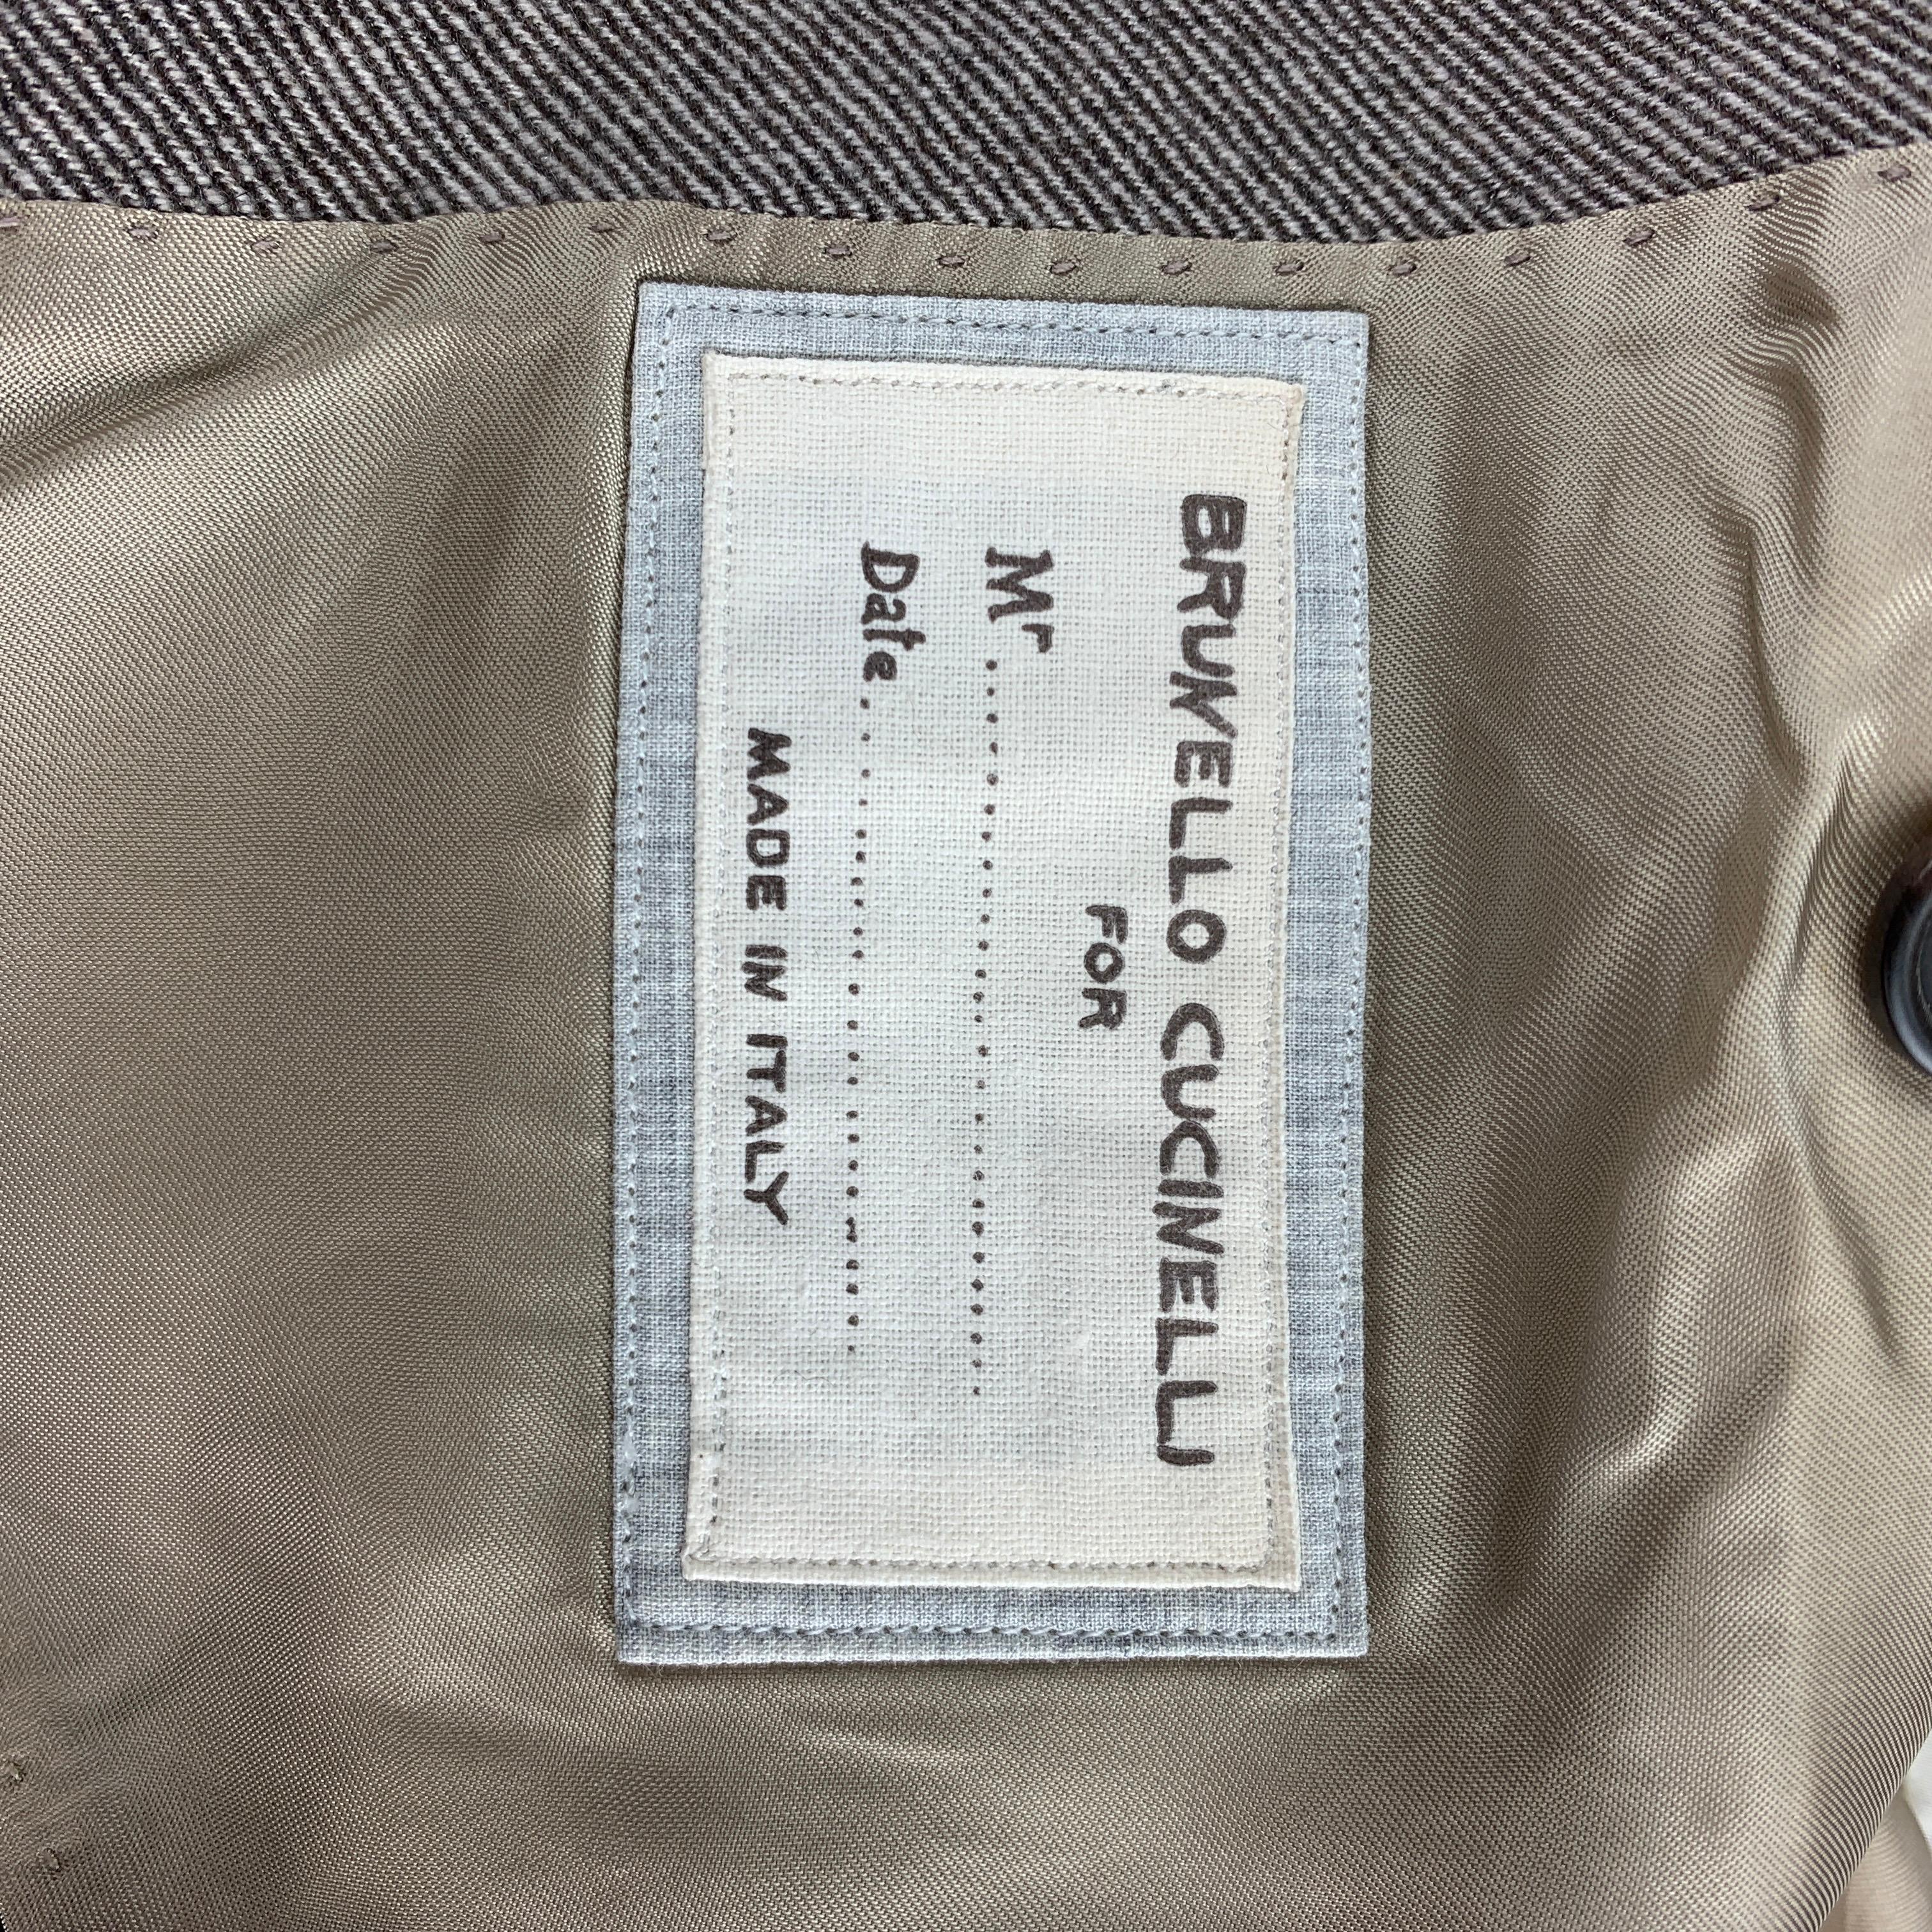 BRUNELLO CUCINELLI
FOR
Mr..............................
Date..............................
MADE IN ITALY